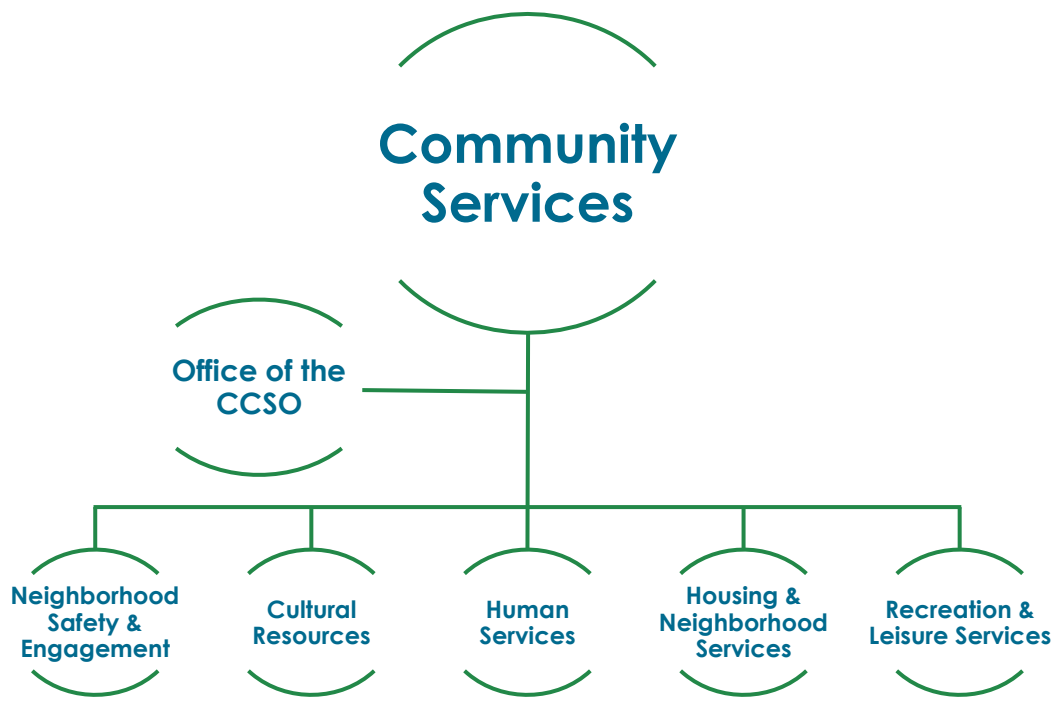 Community
Services
Office of the
CCSO
Neighborhood
Safety &
Engagement
Cultural
Resources
Human
Services
Housing &
Neighborhood
Services
Recreation &
Leisure Services